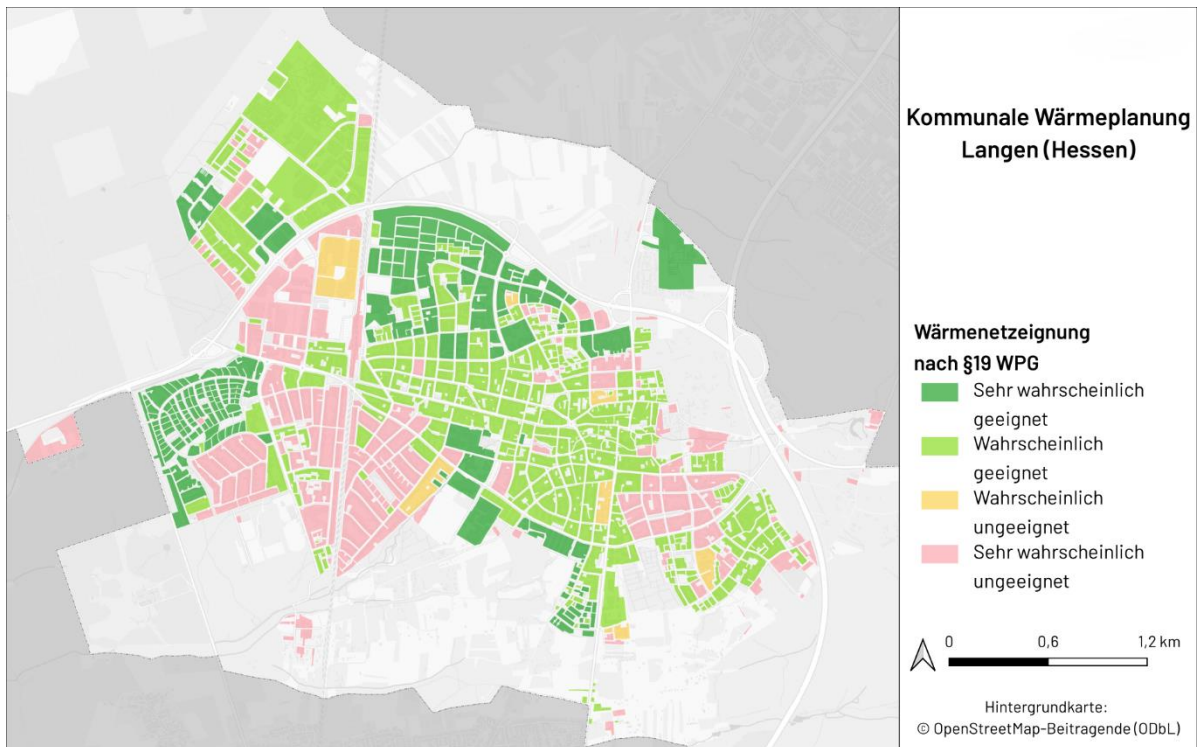 Kommunale Wärmeplanung
Langen (Hessen)
Wärmenetzeignung
nach §19 WPG
Sehr wahrscheinlich
geeignet
Wahrscheinlich
geeignet
Wahrscheinlich
ungeeignet
Sehr wahrscheinlich
ungeeignet
0 0,6 1,2 km
Hintergrundkarte:
© OpenStreetMap-Beitragende (ODbL)